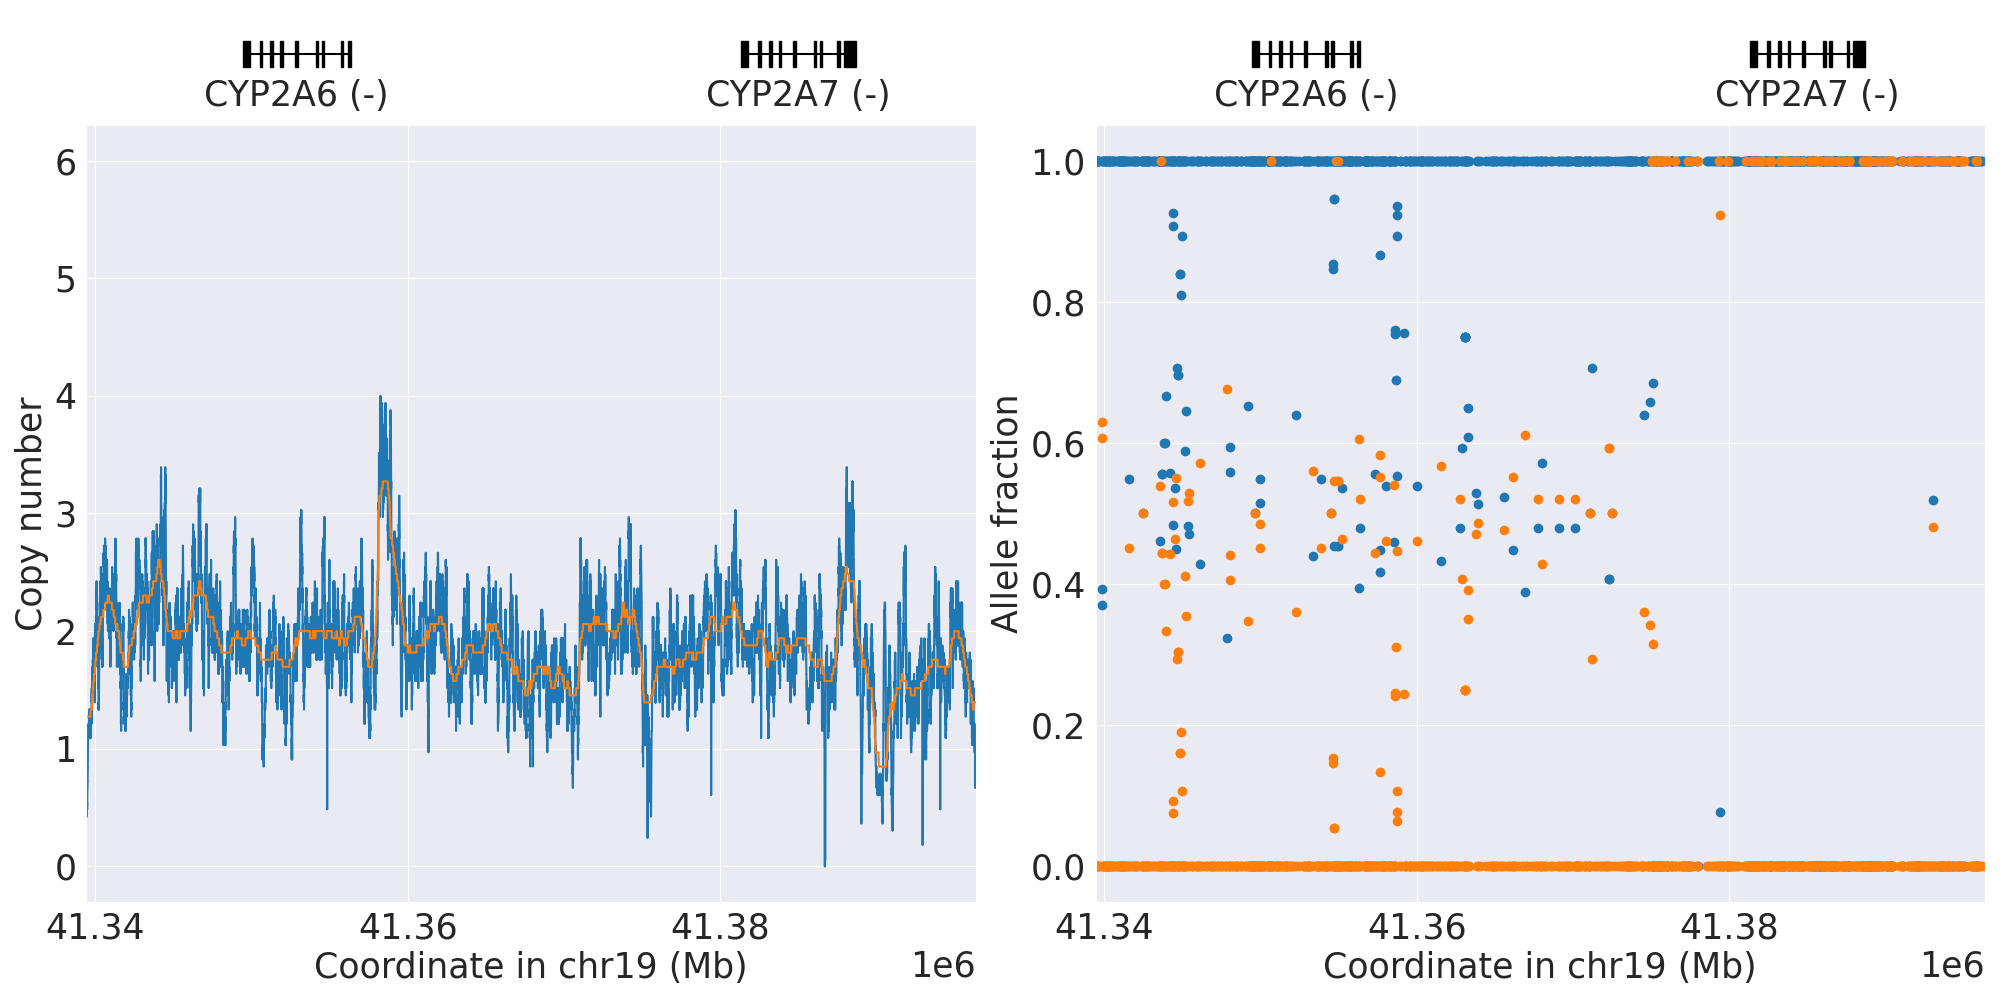 CYP2A6 (-)
CYP2A7 (-)
6
5
4
3
2
1
0
Copy number
41.34
41.36
41.38
Coordinate in chr19 (Mb)
1e6
CYP2A6 (-)
CYP2A7 (-)
1.0
0.8
0.6
0.4
0.2
0.0
Allele fraction
41.34
41.36
41.38
Coordinate in chr19 (Mb)
1e6